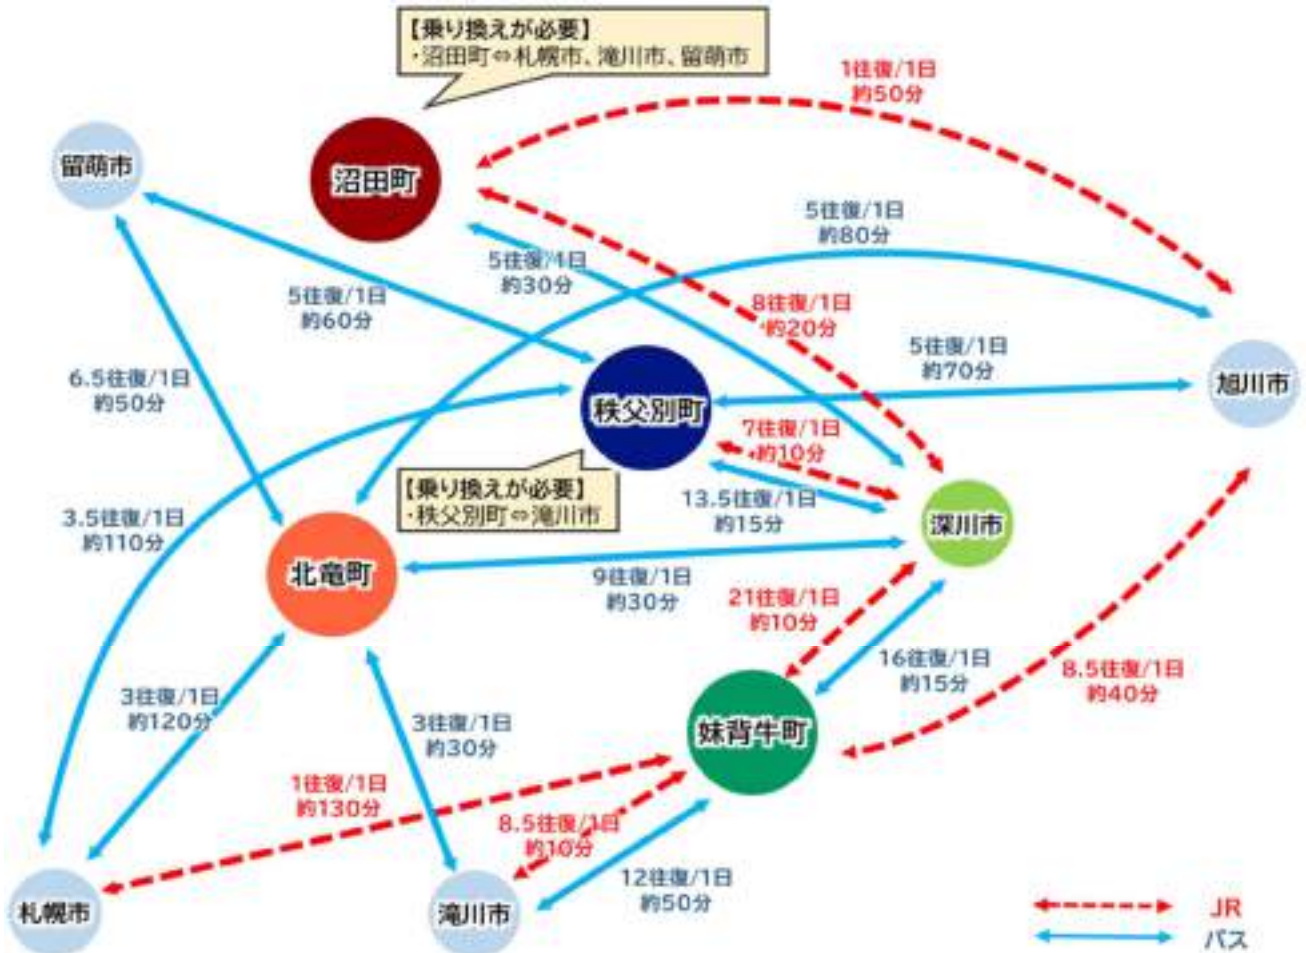 【乗り換えが必要】
・沼田町⇔札幌市、滝川市、留萌市
1往復/1日
約50分
留萌市
沼田町
5往復/1日
約80分
5往復/1日
約30分
5往復/1日
約60分
8往復/1日
約20分
5往復/1日
約70分
6.5往復/1日
約50分
旭川市
秩父別町
7往復/1日
約10分
【乗り換えが必要】
・秩父別町⇔滝川市
13.5往復/1日
約15分
3.5往復/1日
約110分
深川市
北竜町
9往復/1日
約30分
21往復/1日
約10分
16往復/1日
約15分
8.5往復/1日
約40分
3往復/1日
約120分
3往復/1日
約30分
妹背牛町
1往復/1日
約130分
8.5往復/1日
約10分
12往復/1日
約50分
札幌市
滝川市
JR
バス